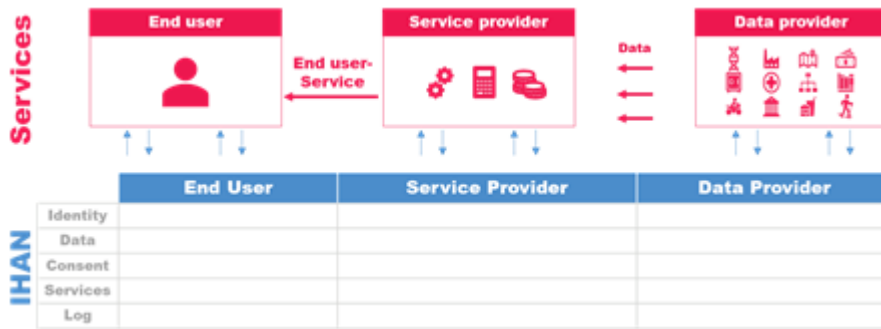 Services
End user
Service provider
Data provider
End user-
Service
Data
IHAN
End User
Service Provider
Data Provider
Identity
Data
Consent
Services
Log